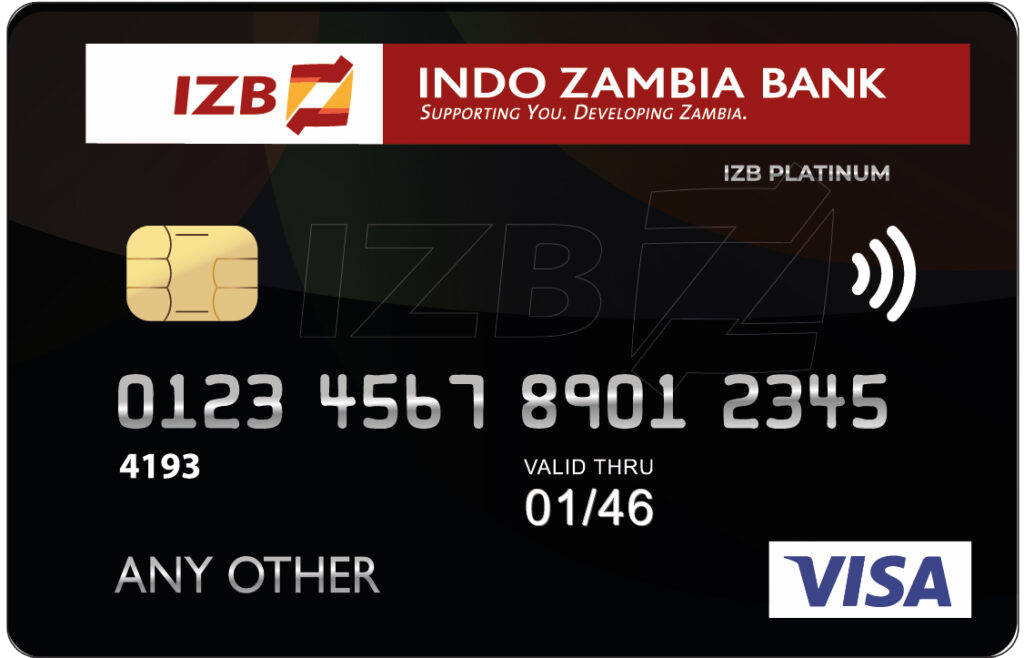 IZB
INDO ZAMBIA BANK
SUPPORTING YOU. DEVELOPING ZAMBIA.
IZB PLATINUM
IZB
0123 4567 8901 2345
4193
VALID THRU
01/46
ANY OTHER
VISA